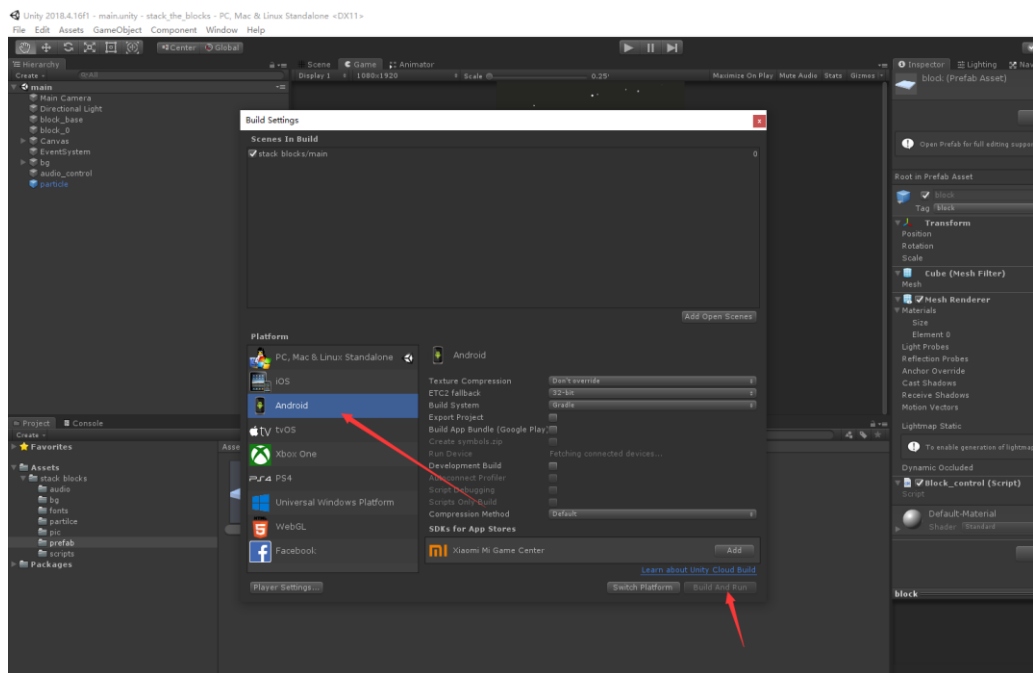 Unity 2018.4.16f1 - main.unity - stack_the_blocks - PC, Mac & Linux Standalone <DX11>
File Edit Assets GameObject Component Window Help
Center Global
Hierarchy
Create
main
Main Camera
Directional Light
block_base
block_0
Canvas
EventSystem
bg
audio_control
particle
Scene Game Animator
Display 1 1080x1920 Scale 0.25 Maximize On Play Mute Audio Stats Gizmos
Build Settings
Scenes In Build
stack blocks/main 0
Add Open Scenes
Platform
PC, Mac & Linux Standalone
iOS
Android
tvOS
Xbox One
PS4 PS4
Universal Windows Platform
WebGL
Facebook
Android
Texture Compression Don't override
ETC2 fallback 32-bit
Build System Gradle
Export Project
Build App Bundle (Google Play)
Create symbols.zip
Run Device Fetching connected devices...
Development Build
Autoconnect Profiler
Script Debugging
Scripts Only Build
Compression Method Default
SDKs for App Stores
Xiaomi Mi Game Center Add
Learn about Unity Cloud Build
Player Settings... Switch Platform Build And Run
Project Console
Create
Favorites
Assets
stack blocks
audio
bg
fonts
partilce
pic
prefab
scripts
Packages
Asse
Inspector Lighting Nav
block (Prefab Asset)
Open Prefab for full editing suppor
Root in Prefab Asset
block
Tag block
Transform
Position
Rotation
Scale
Cube (Mesh Filter)
Mesh
Mesh Renderer
Materials
Size
Element 0
Light Probes
Reflection Probes
Anchor Override
Cast Shadows
Receive Shadows
Motion Vectors
Lightmap Static
To enable generation of lightmap
Dynamic Occluded
Block_control (Script)
Script
Default-Material
Shader Standard
block